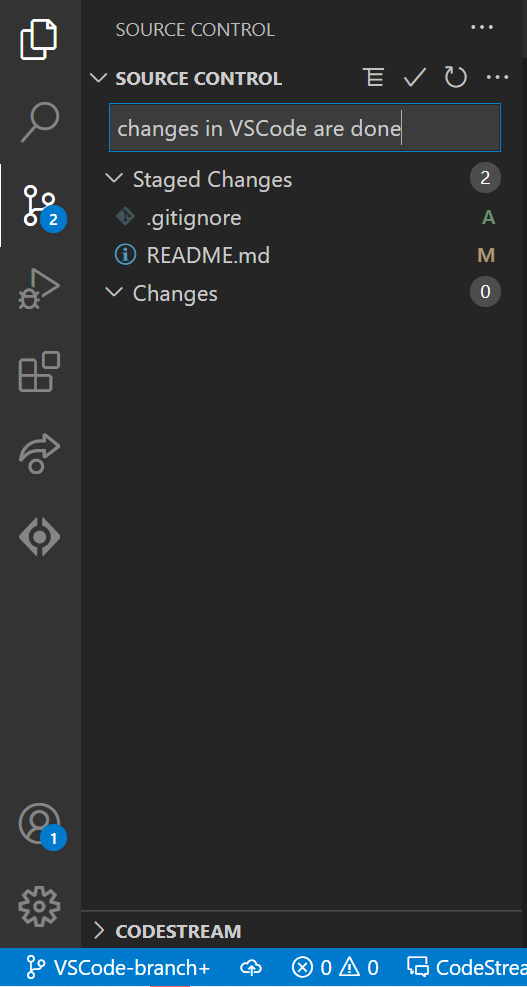 SOURCE CONTROL
SOURCE CONTROL
changes in VSCode are done
Staged Changes 2
.gitignore A
2
README.md M
Changes 0
1
CODESTREAM
VSCode-branch+ 0 0 CodeStrea